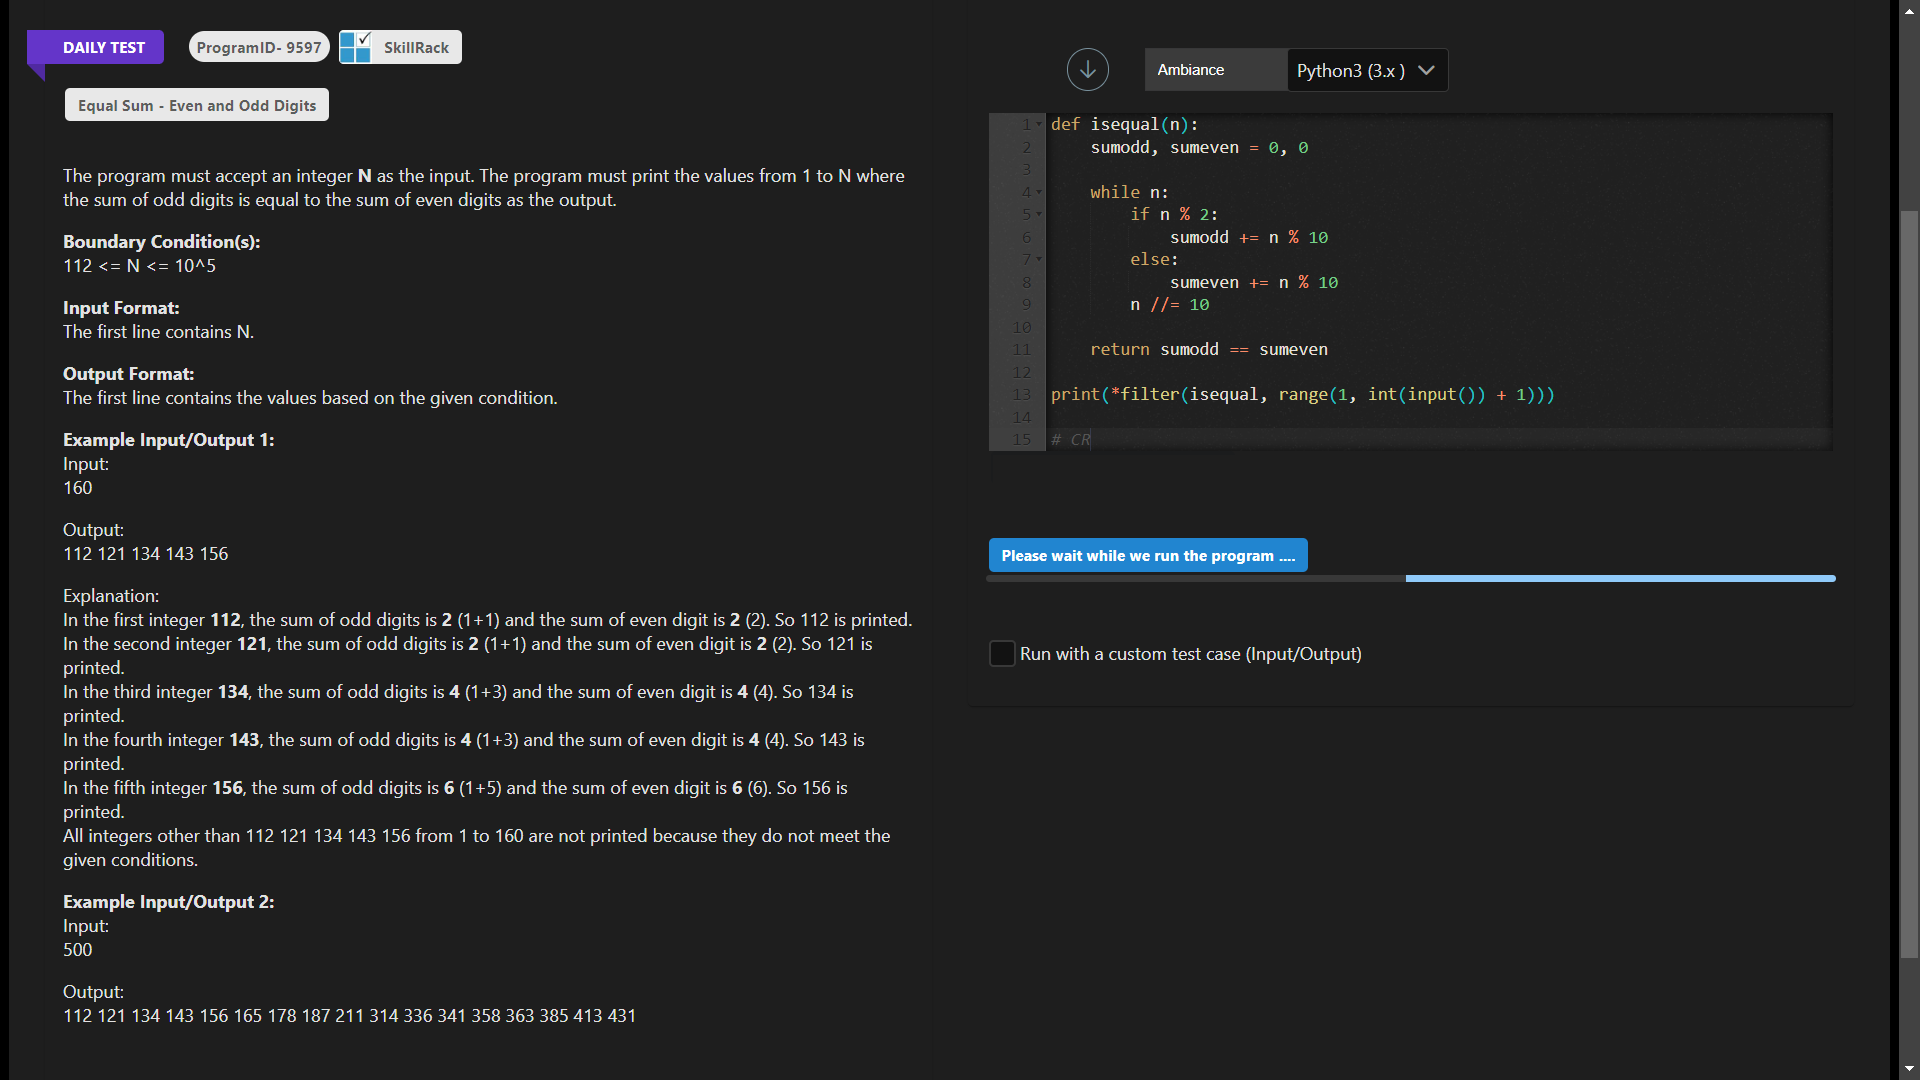 DAILY TEST
ProgramID- 9597
SkillRack
Equal Sum - Even and Odd Digits
The program must accept an integer N as the input. The program must print the values from 1 to N where
the sum of odd digits is equal to the sum of even digits as the output.
Boundary Condition(s):
112 <= N <= 10^5
Input Format:
The first line contains N.
Output Format:
The first line contains the values based on the given condition.
Example Input/Output 1:
Input:
160
Output:
112 121 134 143 156
Explanation:
In the first integer 112, the sum of odd digits is 2 (1+1) and the sum of even digit is 2 (2). So 112 is printed.
In the second integer 121, the sum of odd digits is 2 (1+1) and the sum of even digit is 2 (2). So 121 is
printed.
In the third integer 134, the sum of odd digits is 4 (1+3) and the sum of even digit is 4 (4). So 134 is
printed.
In the fourth integer 143, the sum of odd digits is 4 (1+3) and the sum of even digit is 4 (4). So 143 is
printed.
In the fifth integer 156, the sum of odd digits is 6 (1+5) and the sum of even digit is 6 (6). So 156 is
printed.
All integers other than 112 121 134 143 156 from 1 to 160 are not printed because they do not meet the
given conditions.
Example Input/Output 2:
Input:
500
Output:
112 121 134 143 156 165 178 187 211 314 336 341 358 363 385 413 431
Ambiance
Python3 (3.x )
1 def isequal(n):
2     sumodd, sumeven = 0, 0
3
4     while n:
5         if n % 2:
6             sumodd += n % 10
7         else:
8             sumeven += n % 10
9         n //= 10
10
11     return sumodd == sumeven
12
13 print(*filter(isequal, range(1, int(input()) + 1)))
14
15 # CR
Please wait while we run the program ....
Run with a custom test case (Input/Output)